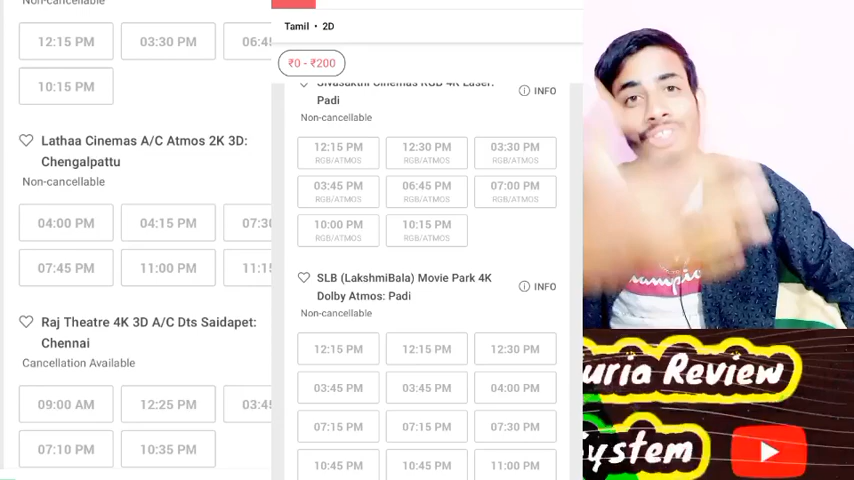 Non-cancellable
12:15 PM
03:30 PM
10:15 PM
Lathaa Cinemas A/C Atmos 2K 3D:
Chengalpattu
Non-cancellable
04:00 PM
04:15 PM
07:45 PM
11:00 PM
Raj Theatre 4K 3D A/C Dts Saidapet:
Chennai
Cancellation Available
09:00 AM
12:25 PM
07:10 PM
10:35 PM
Tamil • 2D
₹0 - ₹200
Sivasakthi Cinemas RGB 4K Laser:
Padi
INFO
Non-cancellable
12:15 PM
RGB/ATMOS
12:30 PM
RGB/ATMOS
03:30 PM
RGB/ATMOS
03:45 PM
RGB/ATMOS
06:45 PM
RGB/ATMOS
07:00 PM
RGB/ATMOS
10:00 PM
RGB/ATMOS
10:15 PM
RGB/ATMOS
SLB (LakshmiBala) Movie Park 4K
Dolby Atmos: Padi
INFO
Non-cancellable
12:15 PM
12:15 PM
12:30 PM
03:45 PM
03:45 PM
04:00 PM
07:15 PM
07:15 PM
07:30 PM
10:45 PM
10:45 PM
11:00 PM
uria Review
System